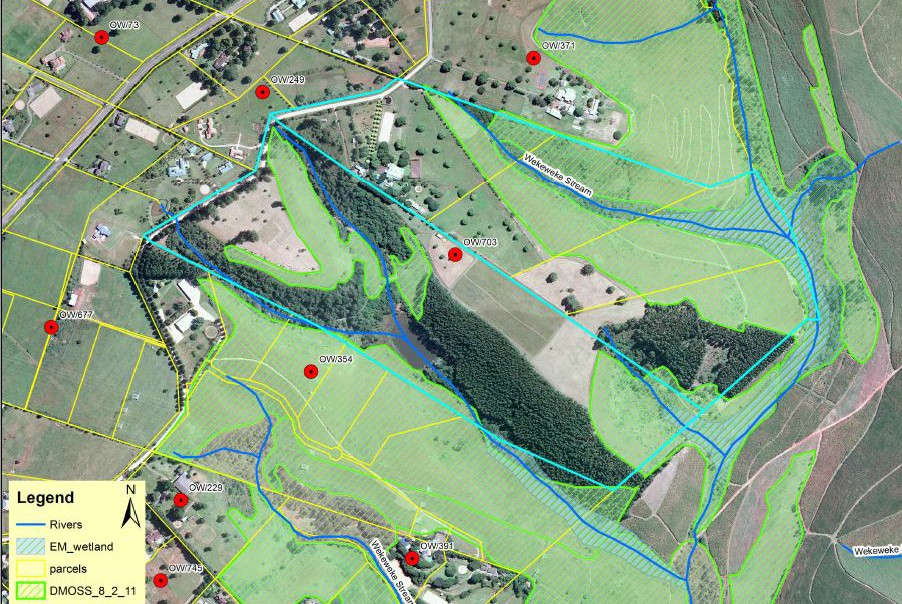 OW/73
OW/371
OW/249
Wekeweke Stream
OW/703
OW/677
OW/354
OW/229
OW/391
OW/745
Wekeweke Stream
Wekeweke
Legend
N
Rivers
EM_wetland
parcels
DMOSS_8_2_11